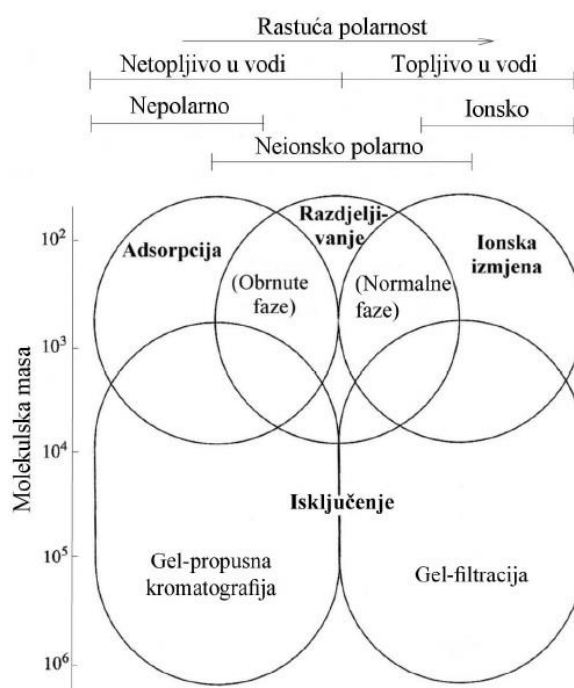 Rastuća polarnost
Netopljivo u vodi
Topljivo u vodi
Nepolarno
Ionsko
Neionsko polarno
Razdjelji-
vanje
Adsorpcija
Ionska
izmjena
(Obrnute
faze)
(Normalne
faze)
Molekulska masa
10²
10³
10⁴
10⁵
10⁶
Isključenje
Gel-propusna
kromatografija
Gel-filtracija